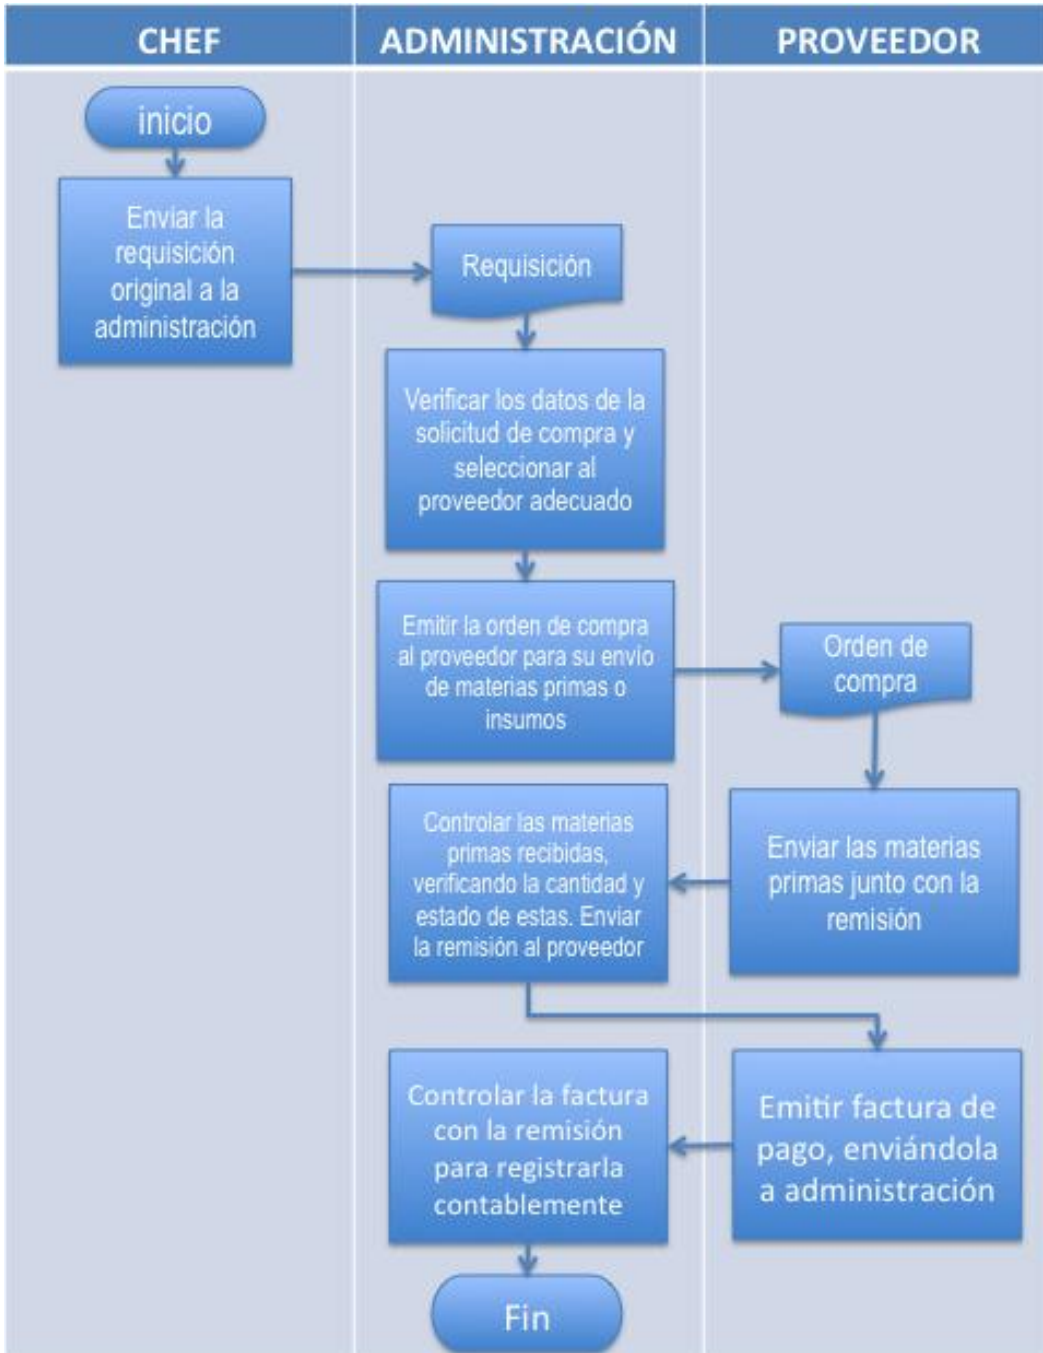 CHEF
ADMINISTRACIÓN
PROVEEDOR
inicio
Enviar la
requisición
original a la
administración
Requisición
Verificar los datos de la
solicitud de compra y
seleccionar al
proveedor adecuado
Emitir la orden de compra
al proveedor para su envío
de materias primas o
insumos
Orden de
compra
Enviar las materias
primas junto con la
remisión
Controlar las materias
primas recibidas,
verificando la cantidad y
estado de estas. Enviar
la remisión al proveedor
Emitir factura de
pago, enviándola
a administración
Controlar la factura
con la remisión
para registrarla
contablemente
Fin